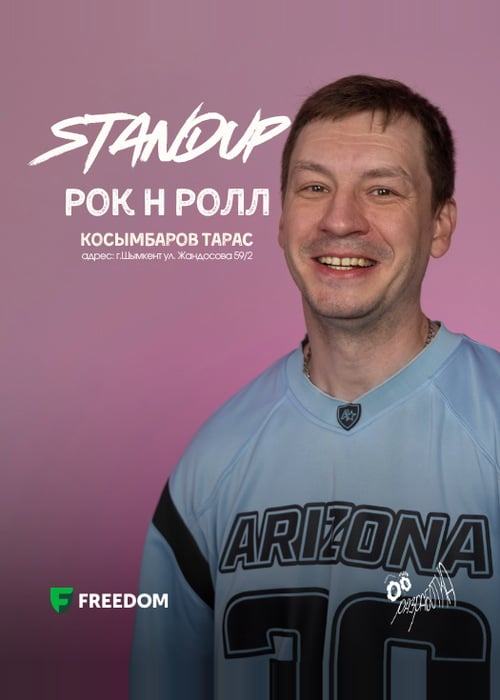 STANDUP
РОК Н РОЛЛ
КОСЫМБАРОВ ТАРАС
адрес: г.Шымкент ул. Жандосова 59/2
ARIZONA
FREEDOM